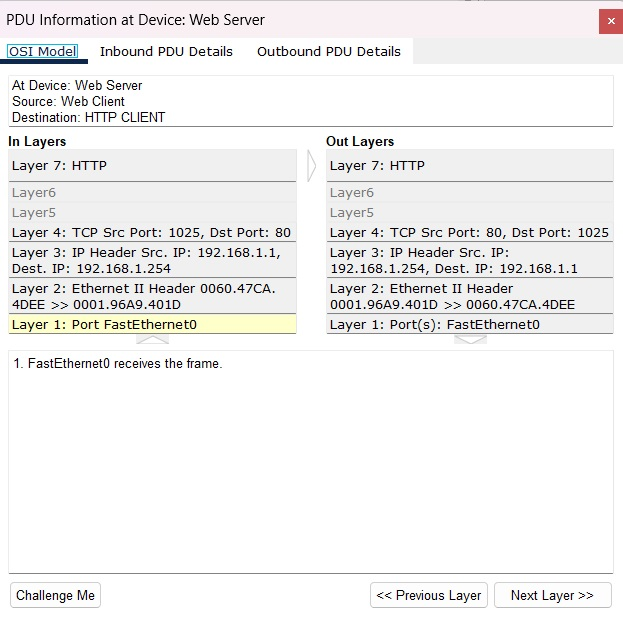 PDU Information at Device: Web Server
OSI Model Inbound PDU Details Outbound PDU Details
At Device: Web Server
Source: Web Client
Destination: HTTP CLIENT
In Layers
Layer 7: HTTP
Layer6
Layer5
Layer 4: TCP Src Port: 1025, Dst Port: 80
Layer 3: IP Header Src. IP: 192.168.1.1,
Dest. IP: 192.168.1.254
Layer 2: Ethernet II Header 0060.47CA.
4DEE >> 0001.96A9.401D
Layer 1: Port FastEthernet0
Out Layers
Layer 7: HTTP
Layer6
Layer5
Layer 4: TCP Src Port: 80, Dst Port: 1025
Layer 3: IP Header Src. IP:
192.168.1.254, Dest. IP: 192.168.1.1
Layer 2: Ethernet II Header
0001.96A9.401D >> 0060.47CA.4DEE
Layer 1: Port(s): FastEthernet0
1. FastEthernet0 receives the frame.
Challenge Me
<< Previous Layer
Next Layer >>